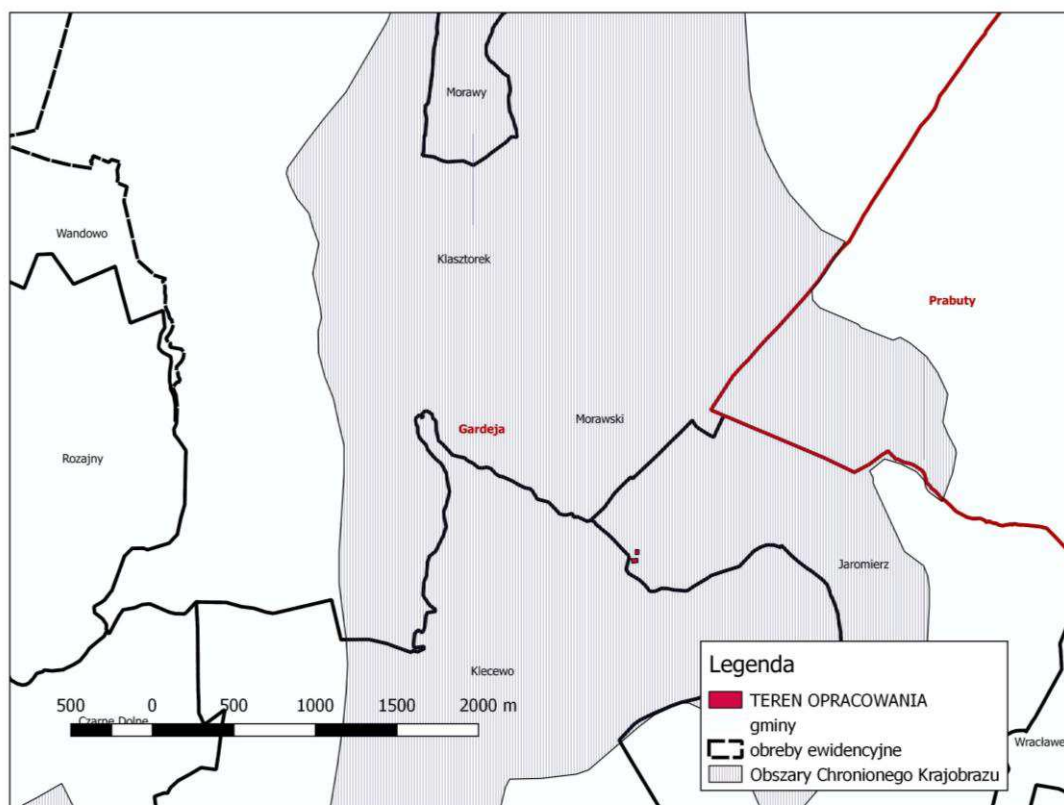 Morawy
Wandowo
Klasztorek
Prabuty
Gardeja
Morawski
Rozajny
Jaromierz
Klecewo
Czarne Dolne
500 0 500 1000 1500 2000 m
Legenda
TEREN OPRACOWANIA
gminy
obreby ewidencyjne
Obszary Chronionego Krajobrazu
Wracławe